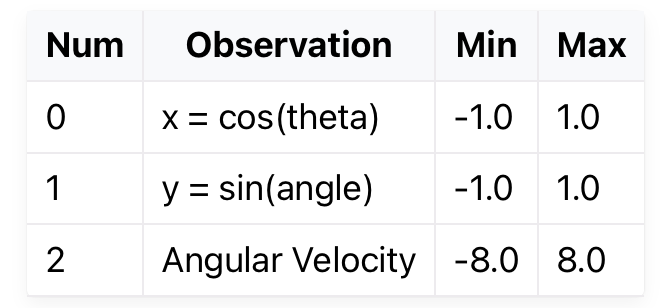 Num Observation Min Max
0 x = cos(theta) -1.0 1.0
1 y = sin(angle) -1.0 1.0
2 Angular Velocity -8.0 8.0